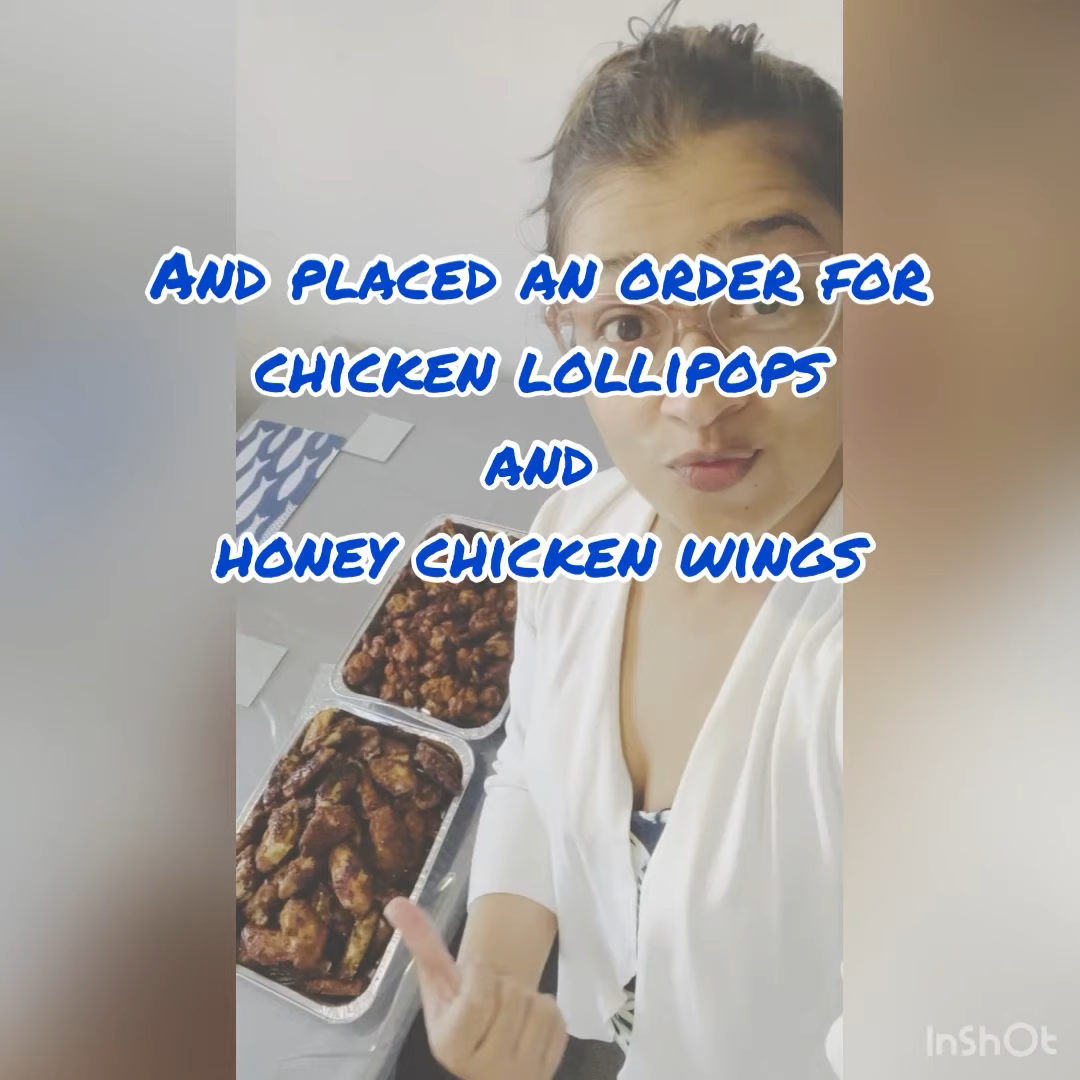 And placed an order for
chicken lollipops
and
honey chicken wings
InShOt